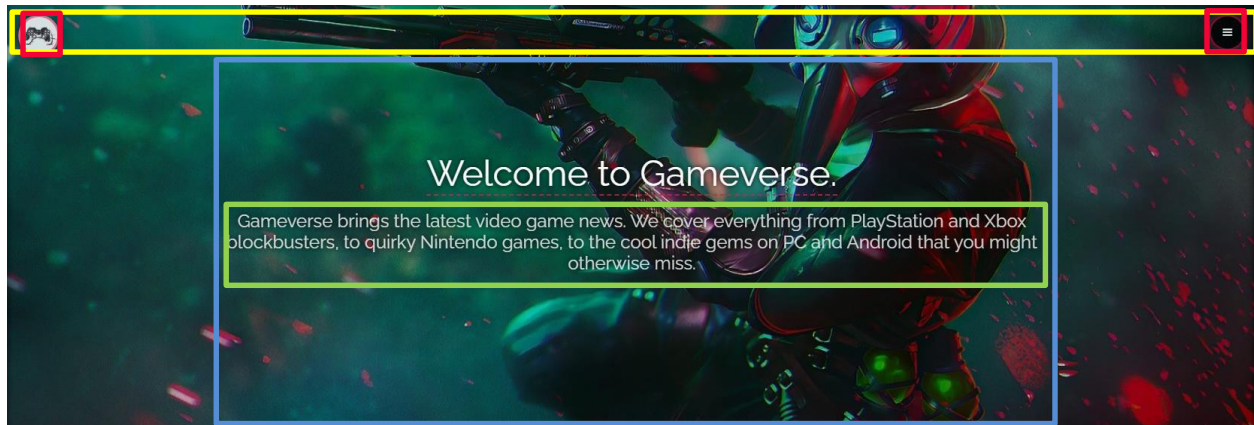 Welcome to Gameverse.
Gameverse brings the latest video game news. We cover everything from PlayStation and Xbox
blockbusters, to quirky Nintendo games, to the cool indie gems on PC and Android that you might
otherwise miss.